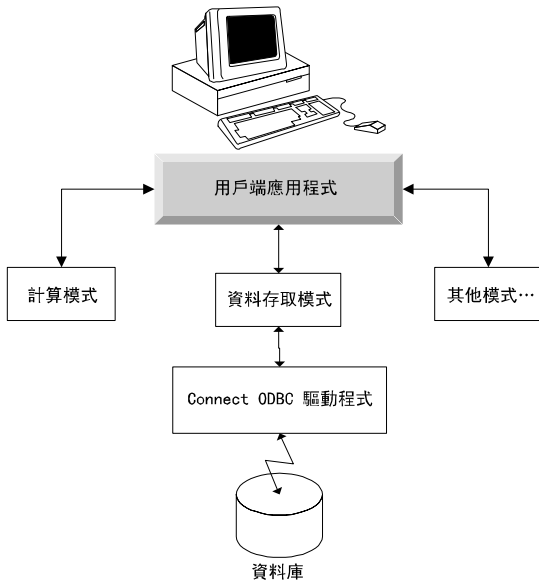 用戶端應用程式
計算模式
資料存取模式
其他模式…
Connect ODBC 驅動程式
資料庫